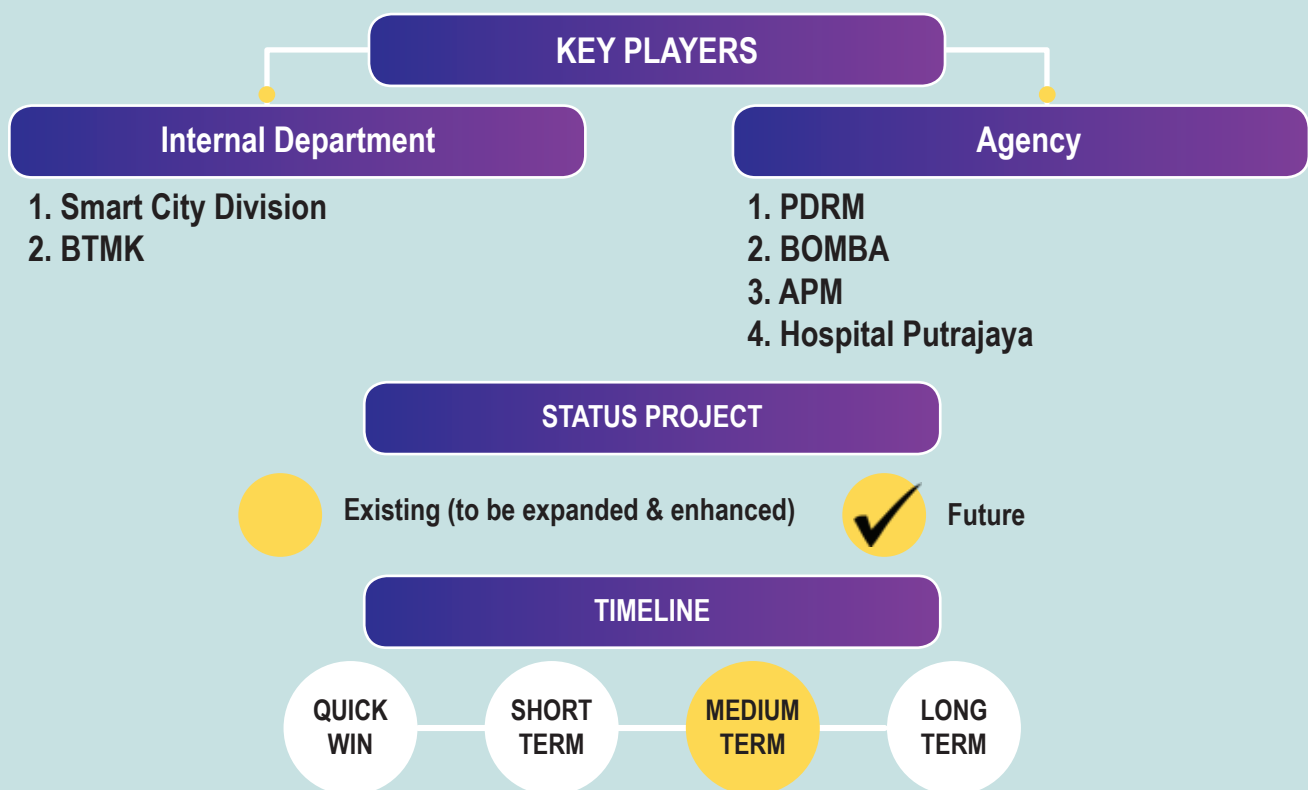 KEY PLAYERS
Internal Department
1. Smart City Division
2. BTMK
Agency
1. PDRM
2. BOMBA
3. APM
4. Hospital Putrajaya
STATUS PROJECT
Existing (to be expanded & enhanced)
Future
TIMELINE
QUICK
WIN
SHORT
TERM
MEDIUM
TERM
LONG
TERM